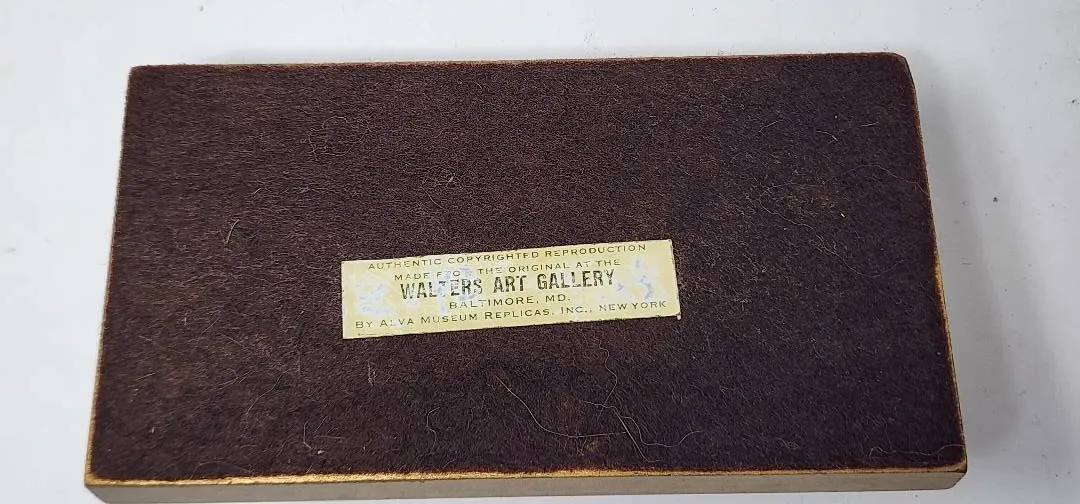 AUTHENTIC COPYRIGHTED REPRODUCTION
MADE FROM THE ORIGINAL AT THE
WALTERS ART GALLERY
BALTIMORE, MD.
BY ALVA MUSEUM REPLICAS, INC., NEW YORK